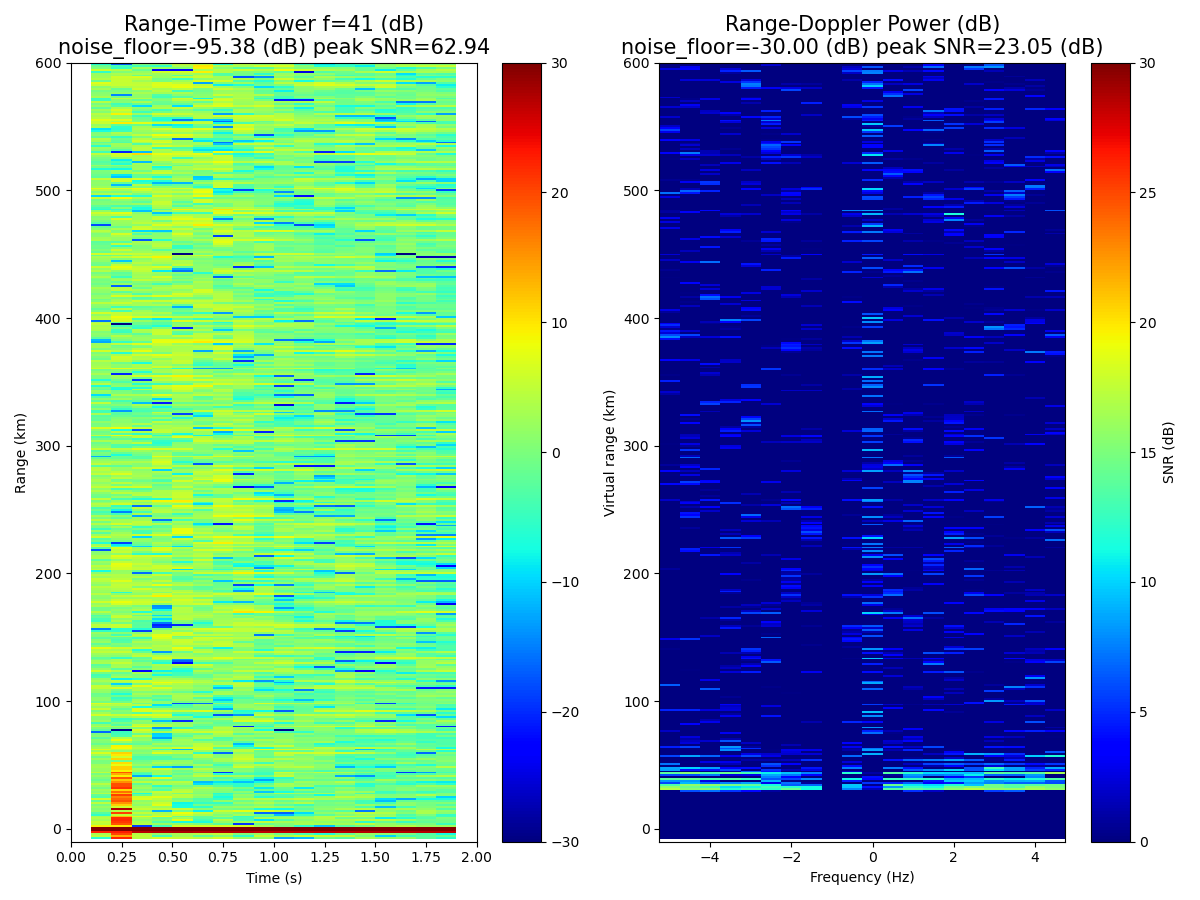 Range-Time Power f=41 (dB)
noise_floor=-95.38 (dB) peak SNR=62.94
600
500
400
300
200
100
0
Range (km)
0.00 0.25 0.50 0.75 1.00 1.25 1.50 1.75 2.00
Time (s)
30
20
10
0
−10
−20
−30
Range-Doppler Power (dB)
noise_floor=-30.00 (dB) peak SNR=23.05 (dB)
600
500
400
300
200
100
0
Virtual range (km)
−4 −2 0 2 4
Frequency (Hz)
30
25
20
15
10
5
0
SNR (dB)